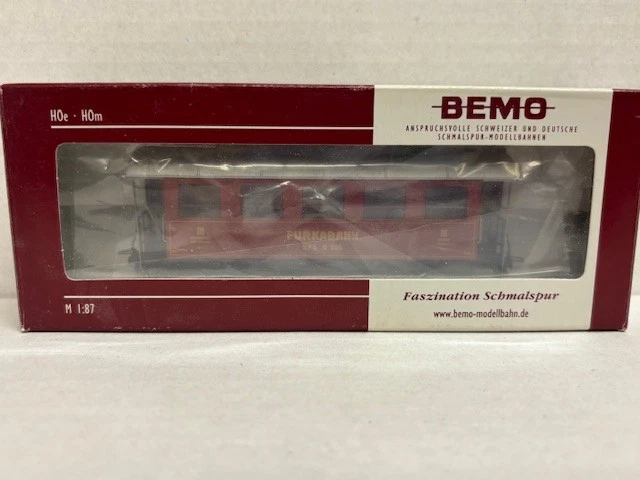 H0e · H0m
BEMO
ANSPRUCHSVOLLE SCHWEIZER UND DEUTSCHE
SCHMALSPUR-MODELLBAHNEN
FURKABAHN
Faszination Schmalspur
M 1:87
www.bemo-modellbahn.de